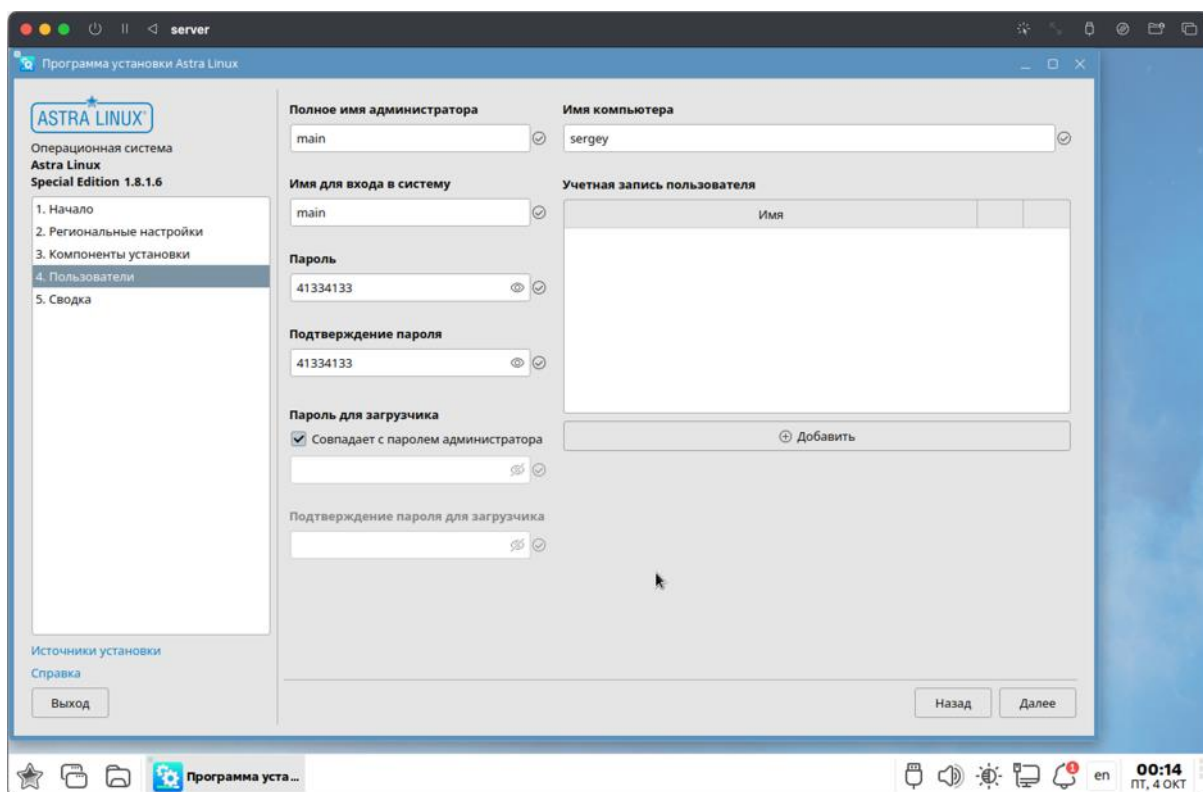 server
Программа установки Astra Linux
ASTRA LINUX®
Операционная система
Astra Linux
Special Edition 1.8.1.6
1. Начало
2. Региональные настройки
3. Компоненты установки
4. Пользователи
5. Сводка
Источники установки
Справка
Выход
Полное имя администратора
main
Имя для входа в систему
main
Пароль
41334133
Подтверждение пароля
41334133
Пароль для загрузчика
Совпадает с паролем администратора
Подтверждение пароля для загрузчика
Имя компьютера
sergey
Учетная запись пользователя
Имя
Добавить
Назад
Далее
Программа уста...
1
en
00:14
ПТ, 4 ОКТ